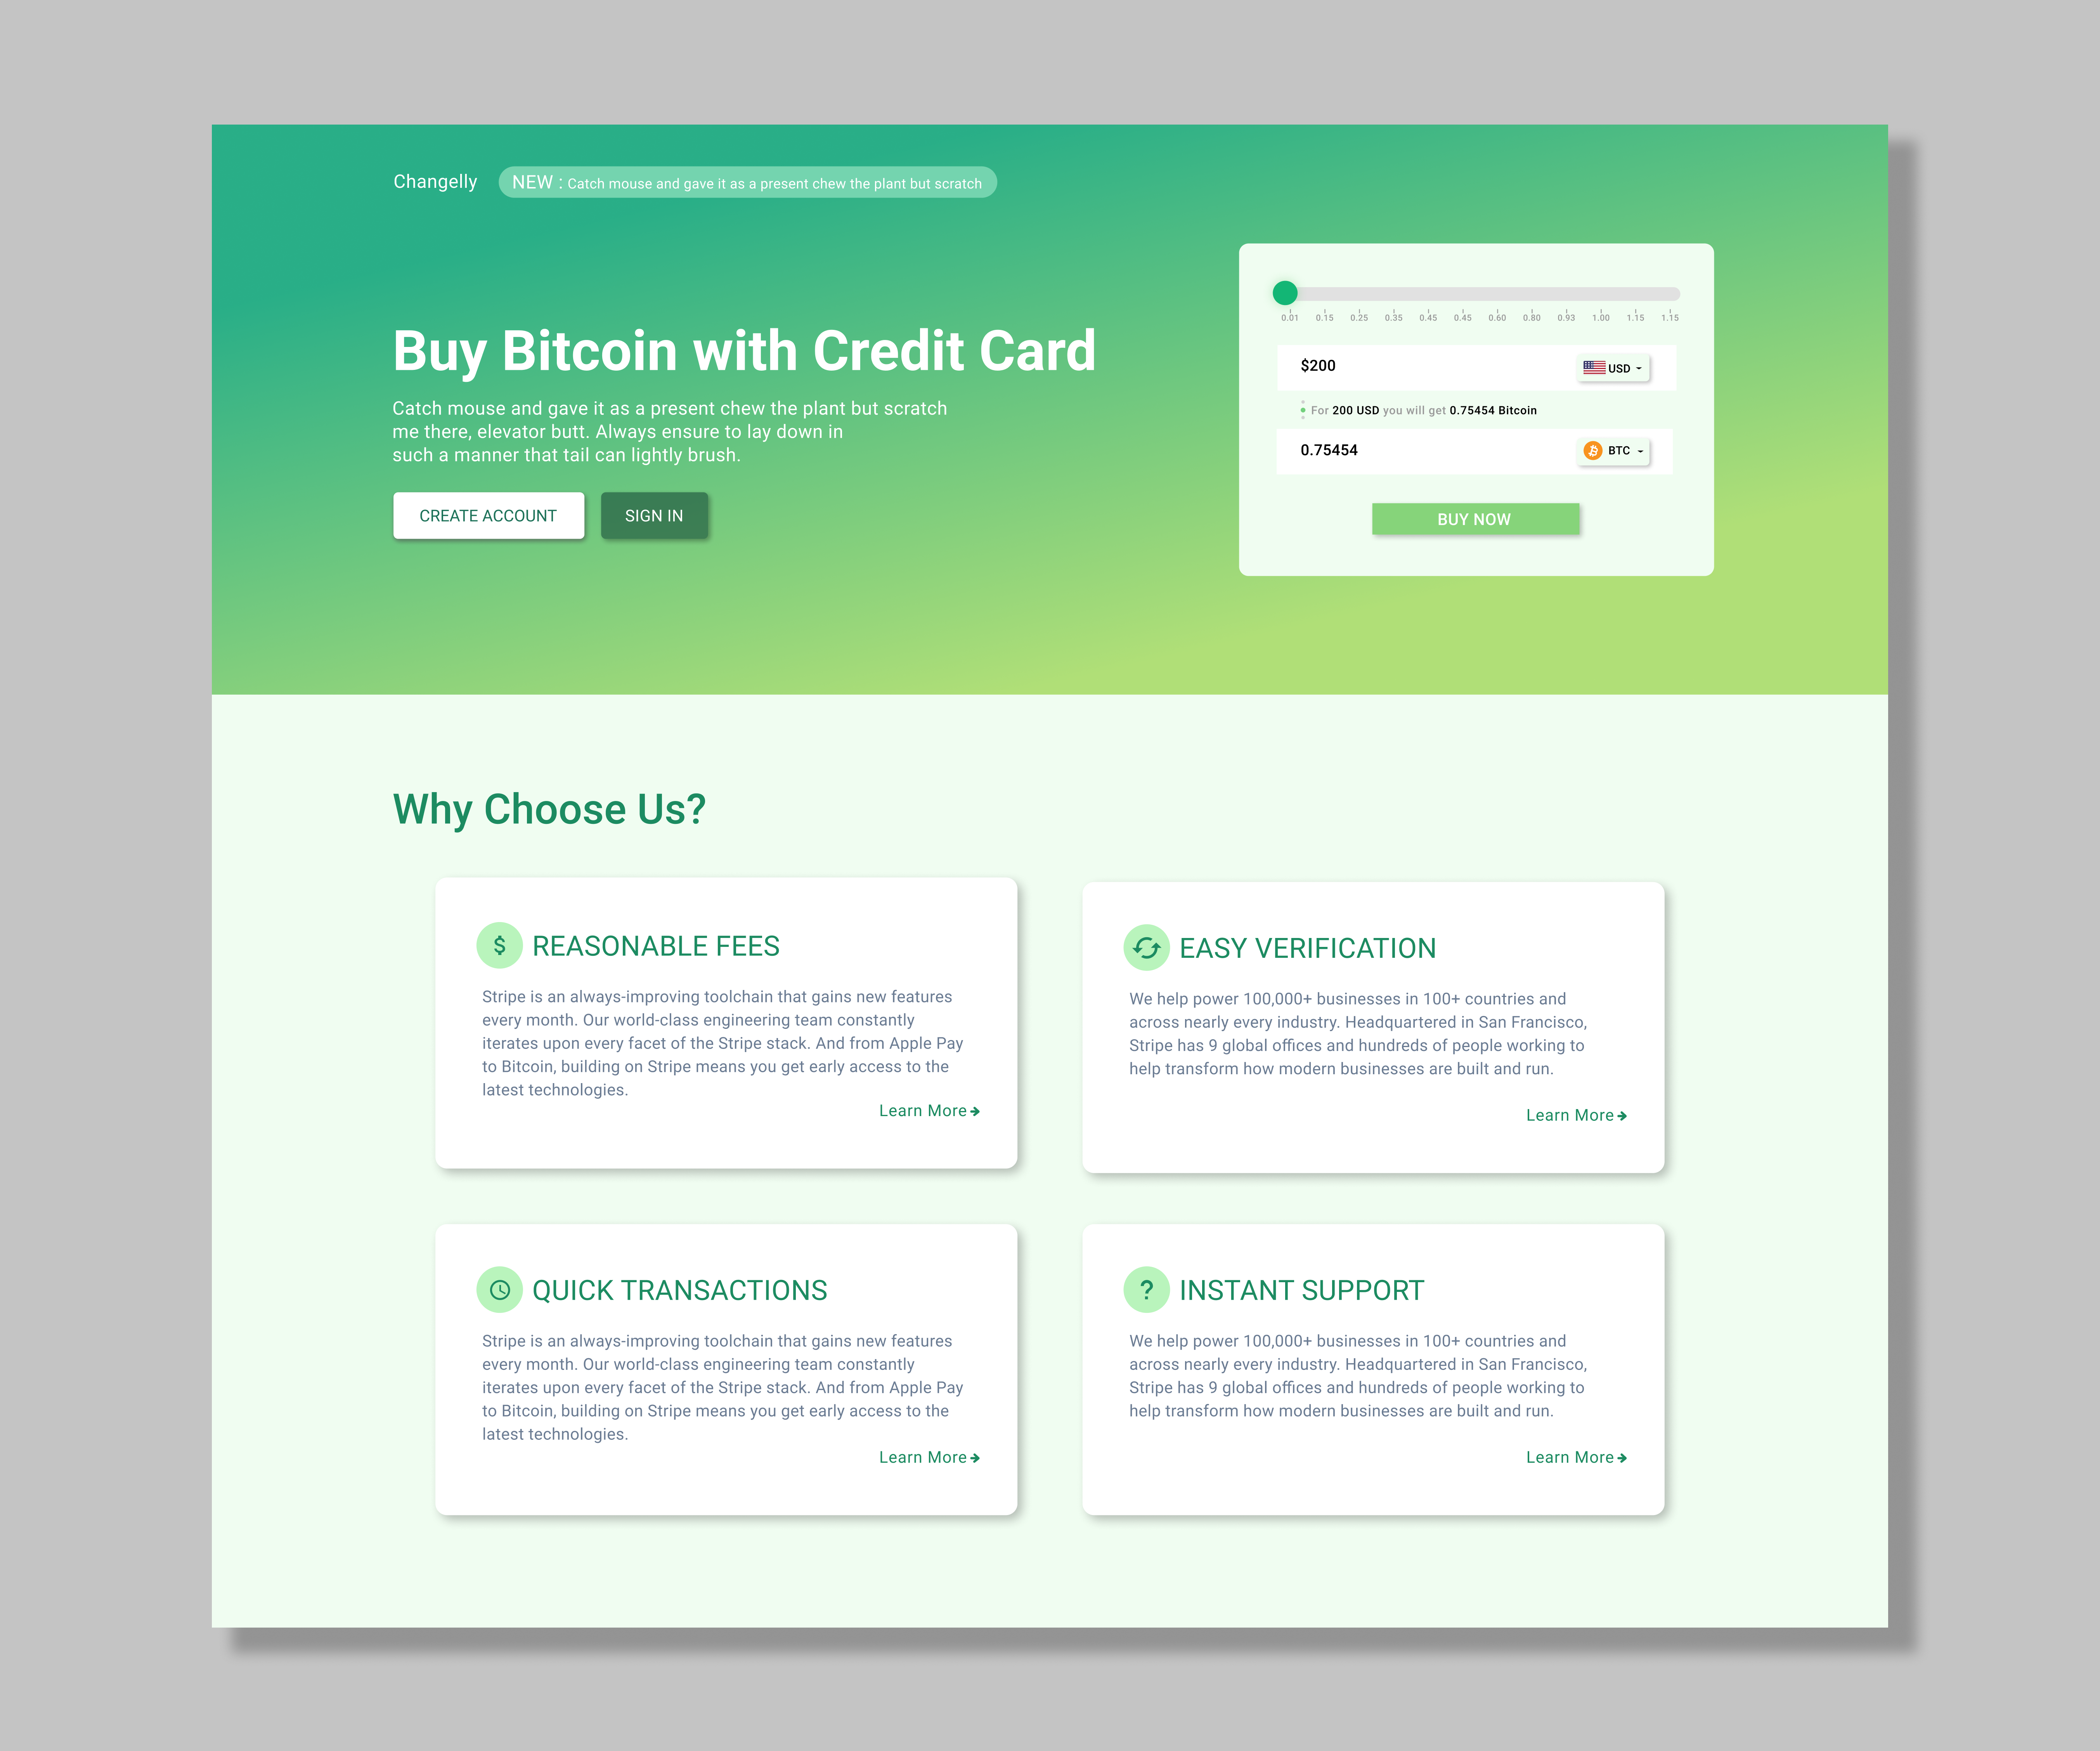 Changelly
NEW : Catch mouse and gave it as a present chew the plant but scratch
Buy Bitcoin with Credit Card
Catch mouse and gave it as a present chew the plant but scratch
me there, elevator butt. Always ensure to lay down in
such a manner that tail can lightly brush.
CREATE ACCOUNT
SIGN IN
0.01 0.15 0.25 0.35 0.45 0.45 0.60 0.80 0.93 1.00 1.15 1.15
$200
USD
For 200 USD you will get 0.75454 Bitcoin
0.75454
BTC
BUY NOW
Why Choose Us?
$ REASONABLE FEES
Stripe is an always-improving toolchain that gains new features
every month. Our world-class engineering team constantly
iterates upon every facet of the Stripe stack. And from Apple Pay
to Bitcoin, building on Stripe means you get early access to the
latest technologies.
Learn More
EASY VERIFICATION
We help power 100,000+ businesses in 100+ countries and
across nearly every industry. Headquartered in San Francisco,
Stripe has 9 global offices and hundreds of people working to
help transform how modern businesses are built and run.
Learn More
QUICK TRANSACTIONS
Stripe is an always-improving toolchain that gains new features
every month. Our world-class engineering team constantly
iterates upon every facet of the Stripe stack. And from Apple Pay
to Bitcoin, building on Stripe means you get early access to the
latest technologies.
Learn More
? INSTANT SUPPORT
We help power 100,000+ businesses in 100+ countries and
across nearly every industry. Headquartered in San Francisco,
Stripe has 9 global offices and hundreds of people working to
help transform how modern businesses are built and run.
Learn More